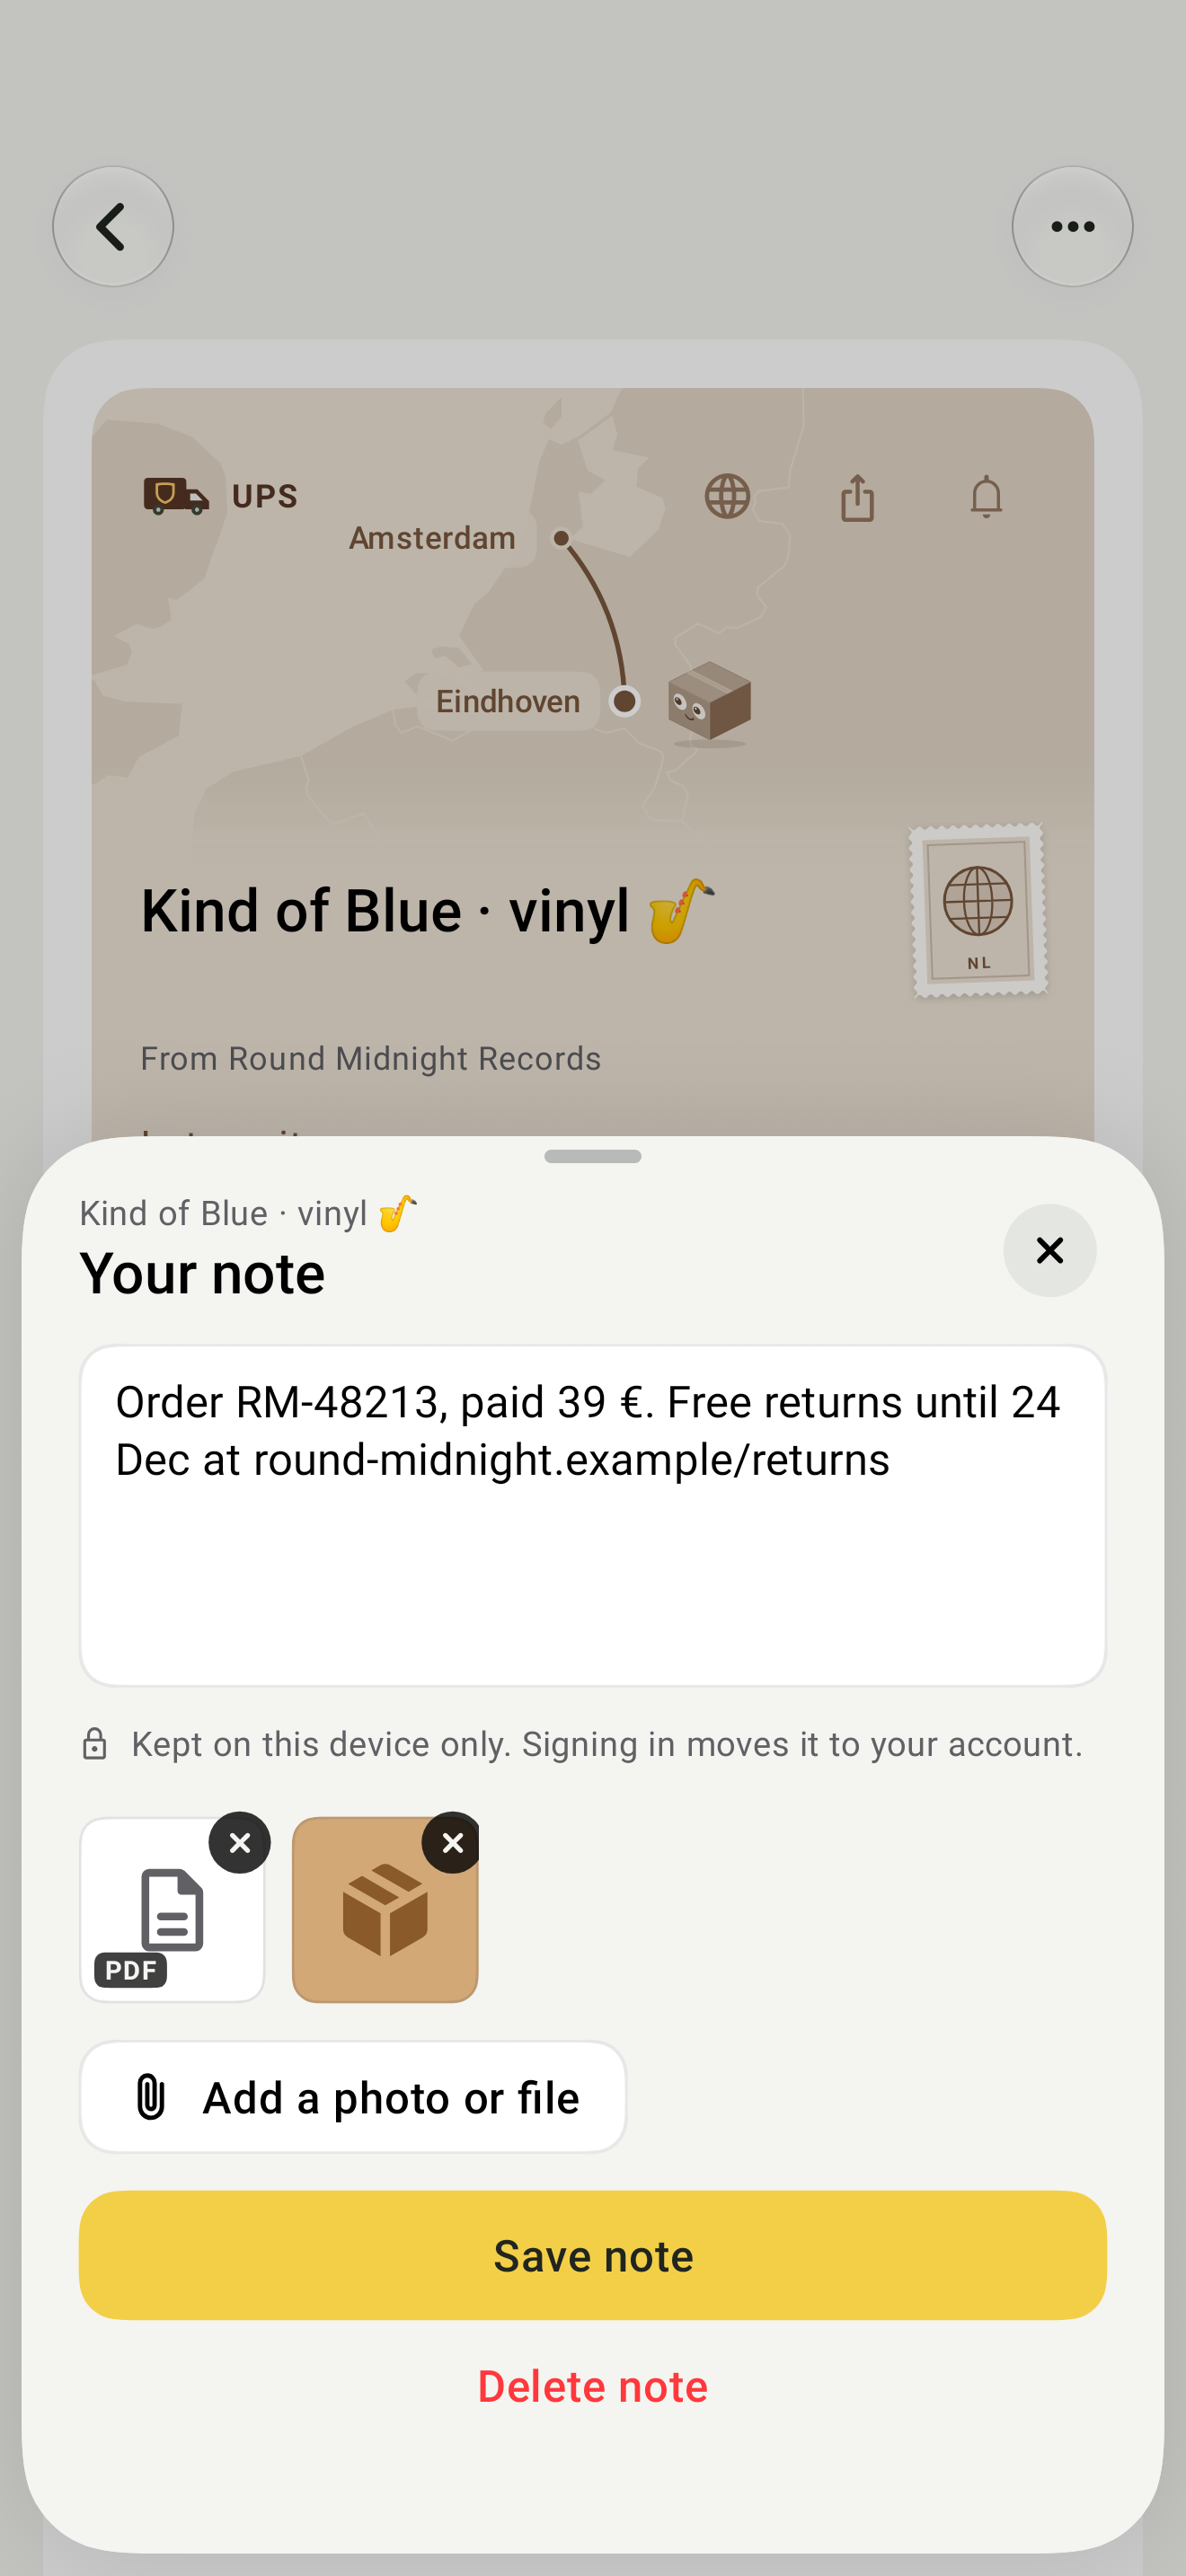 UPS
Amsterdam
Eindhoven
Kind of Blue · vinyl 🎷
NL
From Round Midnight Records
Kind of Blue · vinyl 🎷
Your note
Order RM-48213, paid 39 €. Free returns until 24
Dec at round-midnight.example/returns
Kept on this device only. Signing in moves it to your account.
PDF
Add a photo or file
Save note
Delete note